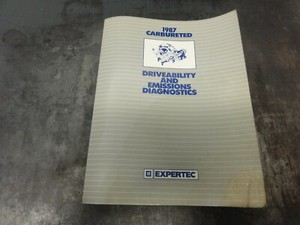 1987
CARBURETED
DRIVEABILITY
AND
EMISSIONS
DIAGNOSTICS
EXPERTEC